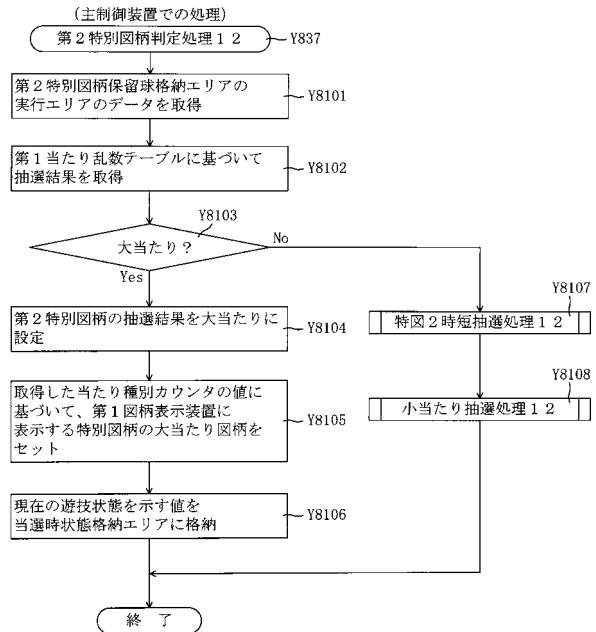 (主制御装置での処理)
第2特別図柄判定処理12
Y837
第2特別図柄保留球格納エリアの
実行エリアのデータを取得
Y8101
第1当たり乱数テーブルに基づいて
抽選結果を取得
Y8102
Y8103
大当たり?
No
Yes
Y8107
第2特別図柄の抽選結果を大当たりに
設定
Y8104
特図2時短抽選処理12
Y8108
取得した当たり種別カウンタの値に
基づいて、第1図柄表示装置に
表示する特別図柄の大当たり図柄を
セット
Y8105
小当たり抽選処理12
現在の遊技状態を示す値を
当選時状態格納エリアに格納
Y8106
終 了